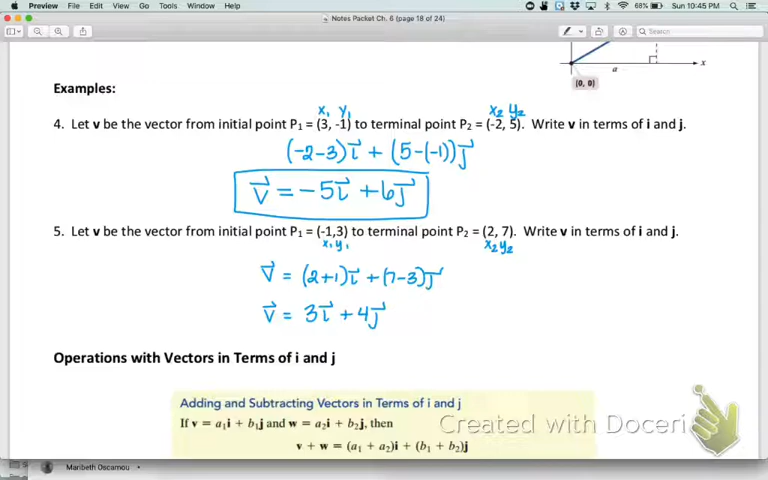 Preview File Edit View Go Tools Window Help 68% Sun 10:45 PM
Notes Packet Ch. 6 (page 18 of 24)
Search
a x
(0, 0)
Examples:
x₁ y₁ x₂ y₂
4. Let v be the vector from initial point P₁ = (3, -1) to terminal point P₂ = (-2, 5). Write v in terms of i and j.
(-2-3)i⃗ + (5-(-1))j⃗
v⃗ = -5i⃗ + 6j⃗
5. Let v be the vector from initial point P₁ = (-1,3) to terminal point P₂ = (2, 7). Write v in terms of i and j.
x₁ y₁ x₂ y₂
v⃗ = (2+1)i⃗ + (7-3)j⃗
v⃗ = 3i⃗ + 4j⃗
Operations with Vectors in Terms of i and j
Adding and Subtracting Vectors in Terms of i and j
If v = a₁i + b₁j and w = a₂i + b₂j, then
v + w = (a₁ + a₂)i + (b₁ + b₂)j
Created with Doceri
Maribeth Oscamou